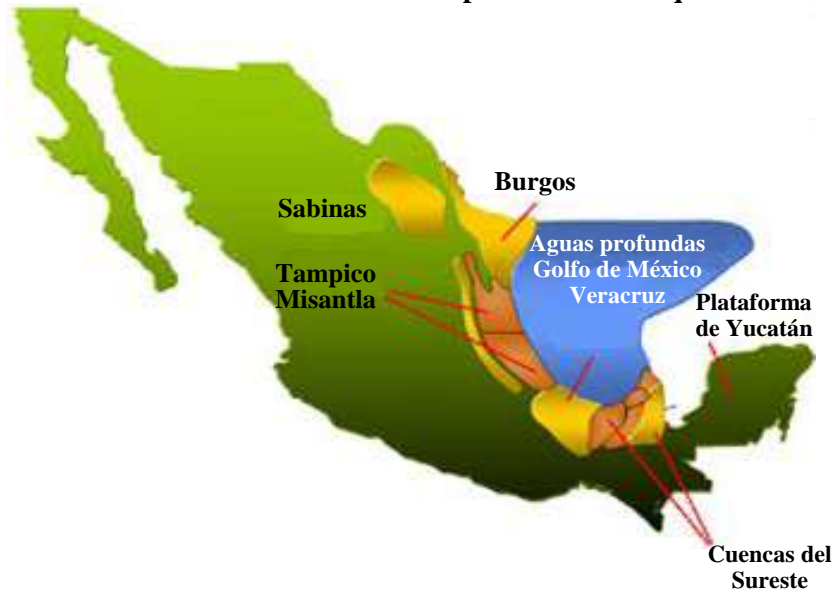 Burgos
Sabinas
Aguas profundas
Golfo de México
Veracruz
Tampico
Misantla
Plataforma
de Yucatán
Cuencas del
Sureste